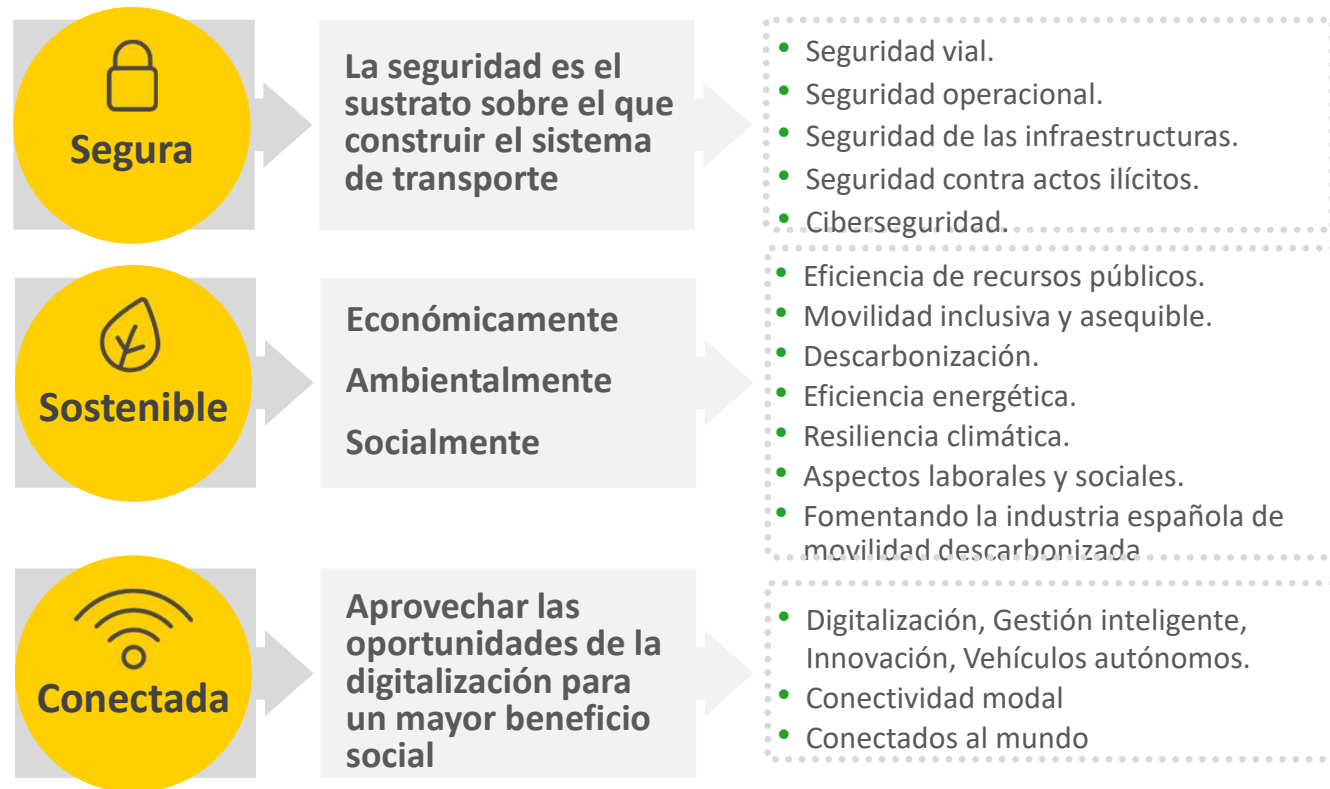 Segura
La seguridad es el
sustrato sobre el que
construir el sistema
de transporte
• Seguridad vial.
• Seguridad operacional.
• Seguridad de las infraestructuras.
• Seguridad contra actos ilícitos.
• Ciberseguridad.
Sostenible
Económicamente
Ambientalmente
Socialmente
• Eficiencia de recursos públicos.
• Movilidad inclusiva y asequible.
• Descarbonización.
• Eficiencia energética.
• Resiliencia climática.
• Aspectos laborales y sociales.
• Fomentando la industria española de
movilidad descarbonizada
Conectada
Aprovechar las
oportunidades de la
digitalización para
un mayor beneficio
social
• Digitalización, Gestión inteligente,
Innovación, Vehículos autónomos.
• Conectividad modal
• Conectados al mundo